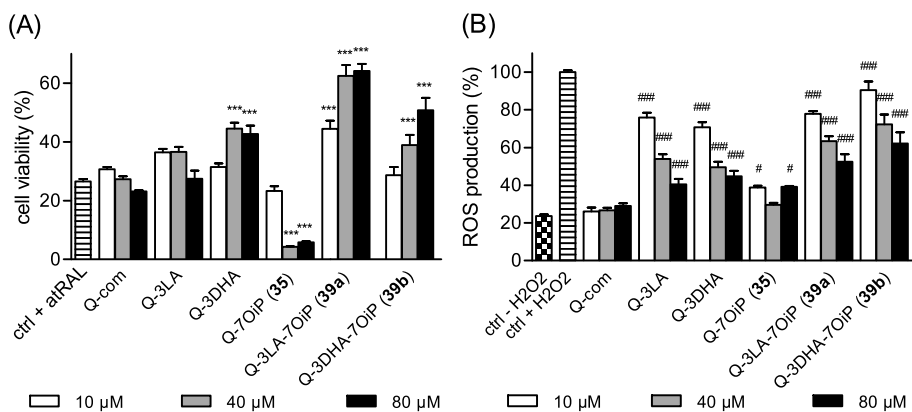 (A)
cell viability (%)
60
40
20
0
***
***
***
***
***
***
***
***
***
ctrl + atRAL
Q-com
Q-3LA
Q-3DHA
Q-7OiP (35)
Q-3LA-7OiP (39a)
Q-3DHA-7OiP (39b)
10 µM
40 µM
80 µM
(B)
ROS production (%)
100
80
60
40
20
0
###
###
###
###
###
###
#
#
###
###
###
###
###
###
ctrl - H2O2
ctrl + H2O2
Q-com
Q-3LA
Q-3DHA
Q-7OiP (35)
Q-3LA-7OiP (39a)
Q-3DHA-7OiP (39b)
10 µM
40 µM
80 µM